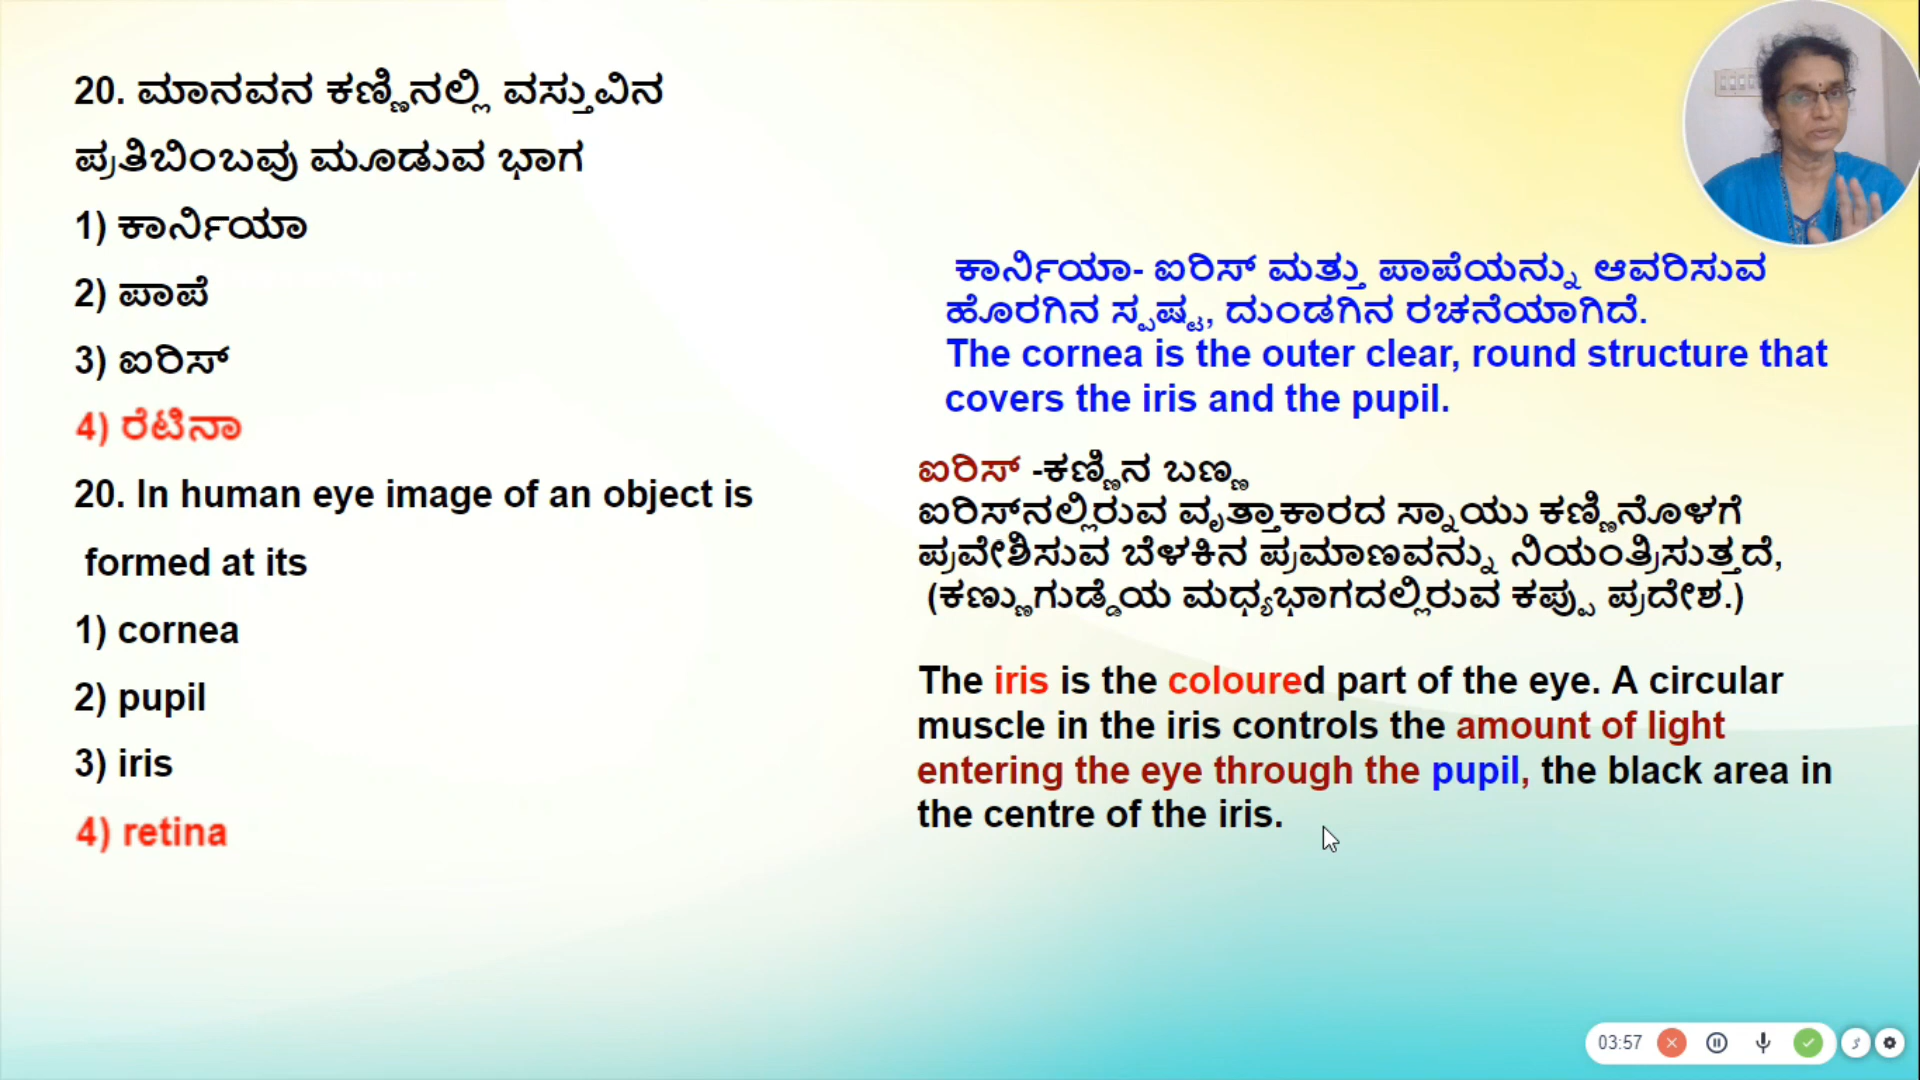 20. ಮಾನವನ ಕಣ್ಣಿನಲ್ಲಿ ವಸ್ತುವಿನ
ಪ್ರತಿಬಿಂಬವು ಮೂಡುವ ಭಾಗ
1) ಕಾರ್ನಿಯಾ
2) ಪಾಪೆ
3) ಐರಿಸ್
4) ರೆಟಿನಾ
20. In human eye image of an object is
formed at its
1) cornea
2) pupil
3) iris
4) retina
ಕಾರ್ನಿಯಾ- ಐರಿಸ್ ಮತ್ತು ಪಾಪೆಯನ್ನು ಆವರಿಸುವ
ಹೊರಗಿನ ಸ್ಪಷ್ಟ, ದುಂಡಗಿನ ರಚನೆಯಾಗಿದೆ.
The cornea is the outer clear, round structure that
covers the iris and the pupil.
ಐರಿಸ್ -ಕಣ್ಣಿನ ಬಣ್ಣ
ಐರಿಸ್‌ನಲ್ಲಿರುವ ವೃತ್ತಾಕಾರದ ಸ್ನಾಯು ಕಣ್ಣಿನೊಳಗೆ
ಪ್ರವೇಶಿಸುವ ಬೆಳಕಿನ ಪ್ರಮಾಣವನ್ನು ನಿಯಂತ್ರಿಸುತ್ತದೆ,
(ಕಣ್ಣುಗುಡ್ಡೆಯ ಮಧ್ಯಭಾಗದಲ್ಲಿರುವ ಕಪ್ಪು ಪ್ರದೇಶ.)
The iris is the coloured part of the eye. A circular
muscle in the iris controls the amount of light
entering the eye through the pupil, the black area in
the centre of the iris.
03:57